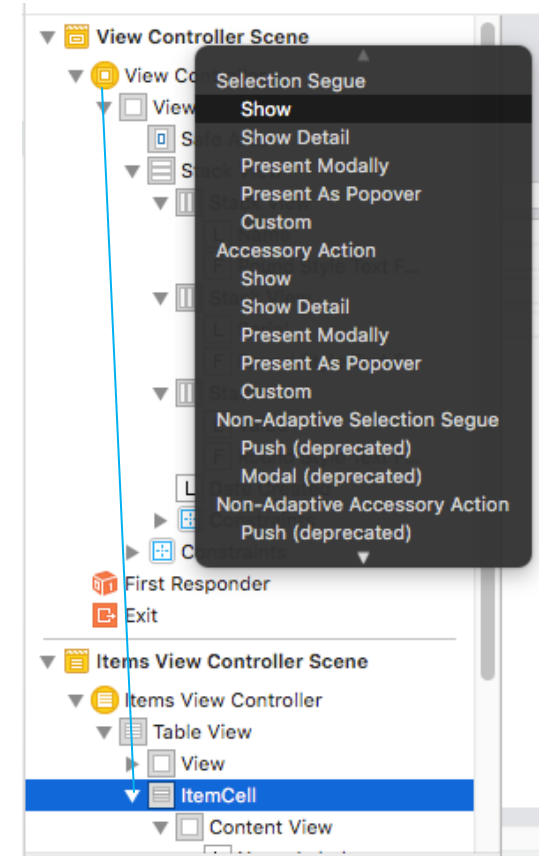 View Controller Scene
View Co
Selection Segue
View
Show
S
Show Detail
S
Present Modally
Present As Popover
Custom
Accessory Action
Show
F
Style Text F...
Show Detail
L
Present Modally
F
Present As Popover
Custom
Non-Adaptive Selection Segue
Push (deprecated)
F
Modal (deprecated)
L
Non-Adaptive Accessory Action
Push (deprecated)
C
First Responder
Exit
Items View Controller Scene
Items View Controller
Table View
View
ItemCell
Content View